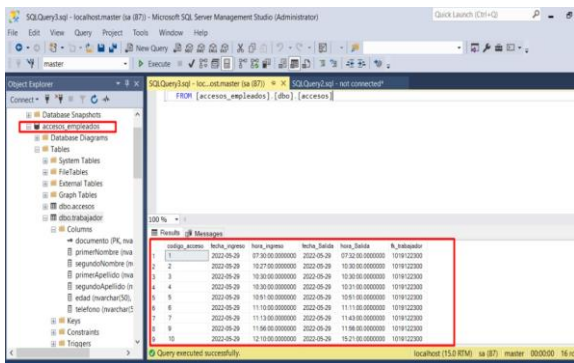 SQLQuery3.sql - localhost.master (sa (87)) - Microsoft SQL Server Management Studio (Administrator)
Quick Launch (Ctrl+Q)
File Edit View Query Project Tools Window Help
New Query
master
Execute
Object Explorer
SQLQuery3.sql - loc...ost.master (sa (87))
SQLQuery2.sql - not connected*
Connect
FROM [accesos_empleados].[dbo].[accesos]
Database Snapshots
accesos_empleados
Database Diagrams
Tables
System Tables
FileTables
External Tables
Graph Tables
dbo.accesos
dbo.trabajador
Columns
documento (PK, nva
primerNombre (nva
segundoNombre (n
primerApellido (nva
segundoApellido (n
edad (nvarchar(50),
telefono (nvarchar(5
Keys
Constraints
Triggers
100 %
Results Messages
codigo_acceso fecha_ingreso hora_ingreso fecha_Salida hora_Salida fk_trabajador
1 1 2022-05-29 07:30:00.0000000 2022-05-29 07:32:00.0000000 1019122300
2 2 2022-05-29 10:27:00.0000000 2022-05-29 10:30:00.0000000 1019122300
3 3 2022-05-29 10:30:00.0000000 2022-05-29 10:30:00.0000000 1019122300
4 4 2022-05-29 10:30:00.0000000 2022-05-29 10:31:00.0000000 1019122300
5 5 2022-05-29 10:51:00.0000000 2022-05-29 10:51:00.0000000 1019122300
6 6 2022-05-29 11:10:00.0000000 2022-05-29 11:11:00.0000000 1019122300
7 7 2022-05-29 11:13:00.0000000 2022-05-29 11:43:00.0000000 1019122300
8 9 2022-05-29 11:56:00.0000000 2022-05-29 11:58:00.0000000 1019122300
9 10 2022-05-29 12:10:00.0000000 2022-05-29 15:21:00.0000000 1019122300
Query executed successfully.
localhost (15.0 RTM) sa (87) master 00:00:00